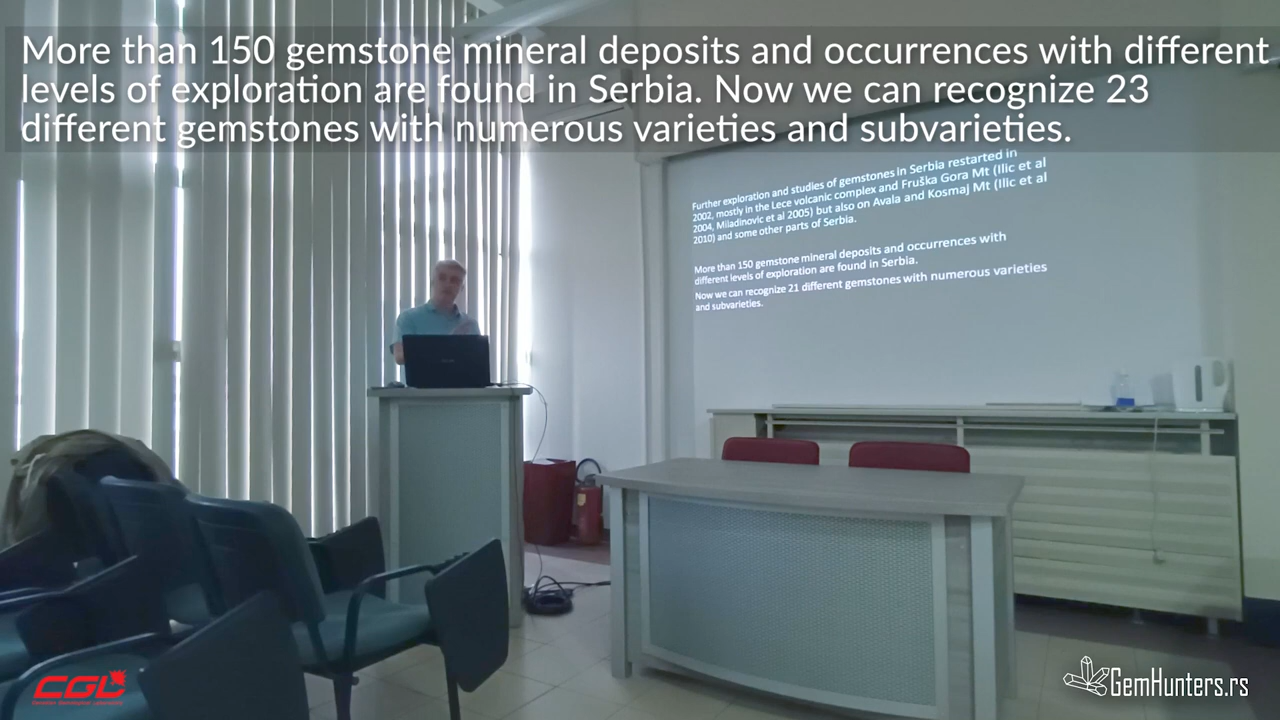 More than 150 gemstone mineral deposits and occurrences with different
levels of exploration are found in Serbia. Now we can recognize 23
different gemstones with numerous varieties and subvarieties.
Further exploration and studies of gemstones in Serbia restarted in
2002, mostly in the Lece volcanic complex and Fruška Gora Mt (Ilic et al
2004, Miladinovic et al 2005) but also on Avala and Kosmaj Mt (Ilic et al
2010) and some other parts of Serbia.
More than 150 gemstone mineral deposits and occurrences with
different levels of exploration are found in Serbia.
Now we can recognize 21 different gemstones with numerous varieties
and subvarieties.
CGL
GemHunters.rs